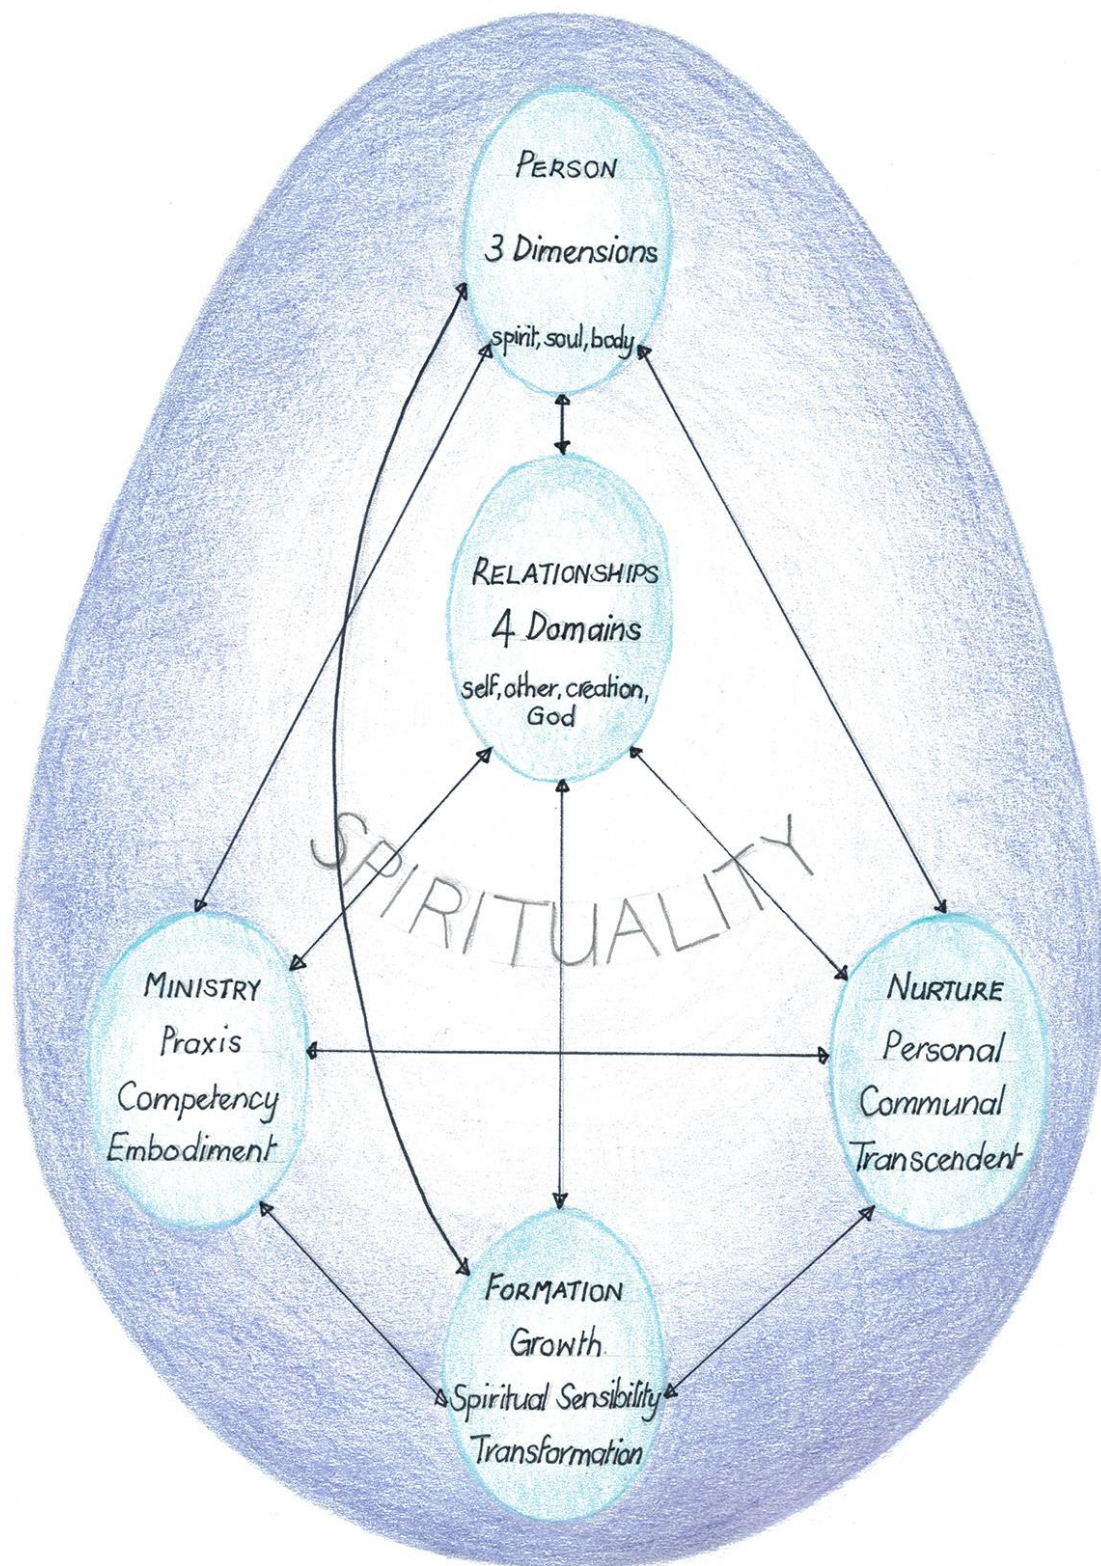 PERSON
3 Dimensions
spirit, soul, body
RELATIONSHIPS
4 Domains
self, other, creation,
God
SPIRITUALITY
MINISTRY
Praxis
Competency
Embodiment
NURTURE
Personal
Communal
Transcendent
FORMATION
Growth
Spiritual Sensibility
Transformation